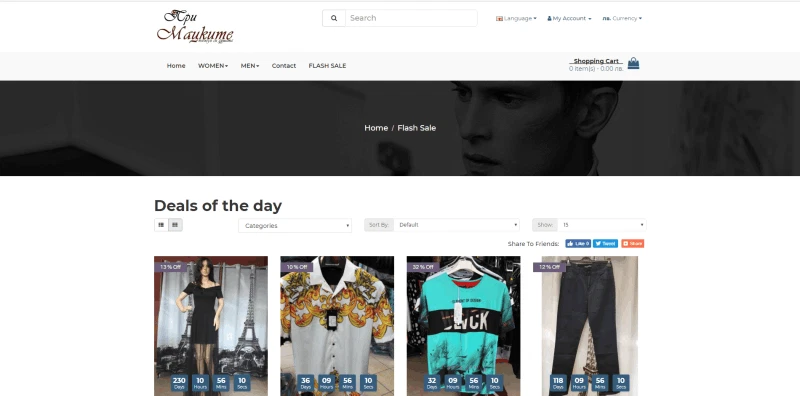 При
Маиките
Search
Language
My Account
лв. Currency
Home
WOMEN
MEN
Contact
FLASH SALE
Shopping Cart
0 item(s) - 0.00 лв.
Home / Flash Sale
Deals of the day
Categories
Sort By:
Default
Show:
15
Share To Friends:
Like 0
Tweet
Share
13 % Off
10 % Off
32 % Off
12 % Off
BLVCK
230 10 56 10
Days Hours Mins Secs
36 09 56 10
Days Hours Mins Secs
32 09 56 10
Days Hours Mins Secs
118 09 56 10
Days Hours Mins Secs